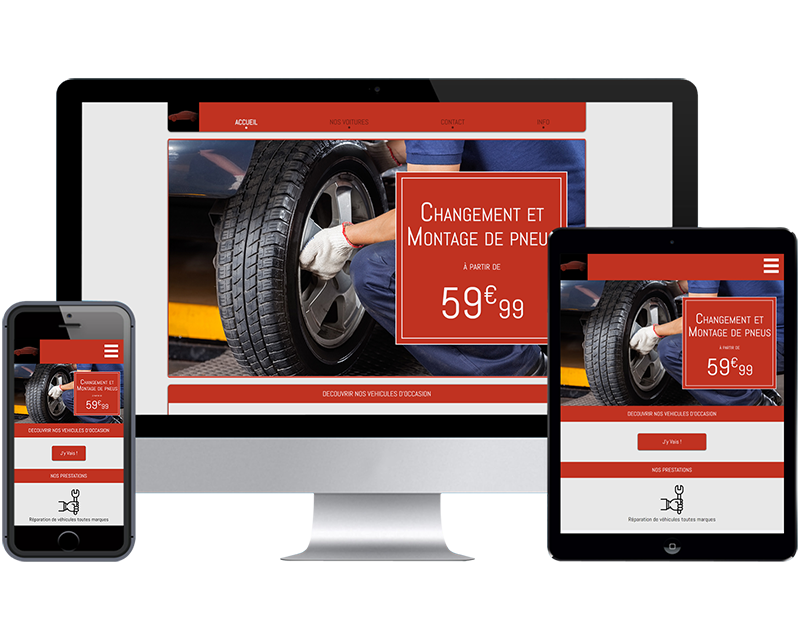 ACCUEIL NOS VOITURES CONTACT INFO
CHANGEMENT ET
MONTAGE DE PNEUS
À PARTIR DE
59€99
DECOUVRIR NOS VEHICULES D'OCCASION
CHANGEMENT ET
MONTAGE DE PNEUS
À PARTIR DE
59€99
DECOUVRIR NOS VEHICULES D'OCCASION
J'y Vais !
NOS PRESTATIONS
Réparation de véhicules toutes marques
CHANGEMENT ET
MONTAGE DE PNEUS
À PARTIR DE
59€99
DECOUVRIR NOS VEHICULES D'OCCASION
J'y Vais !
NOS PRESTATIONS
Réparation de véhicules toutes marques